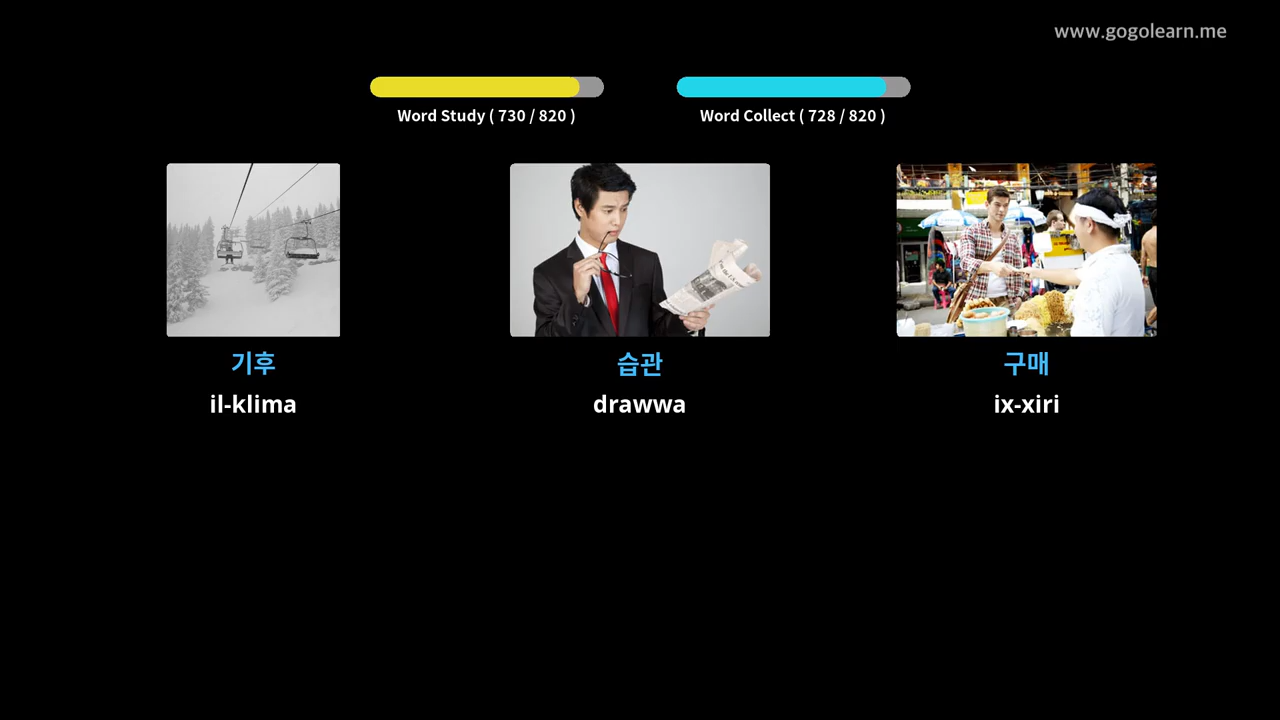 www.gogolearn.me
Word Study ( 730 / 820 )
Word Collect ( 728 / 820 )
기후
습관
구매
il-klima
drawwa
ix-xiri